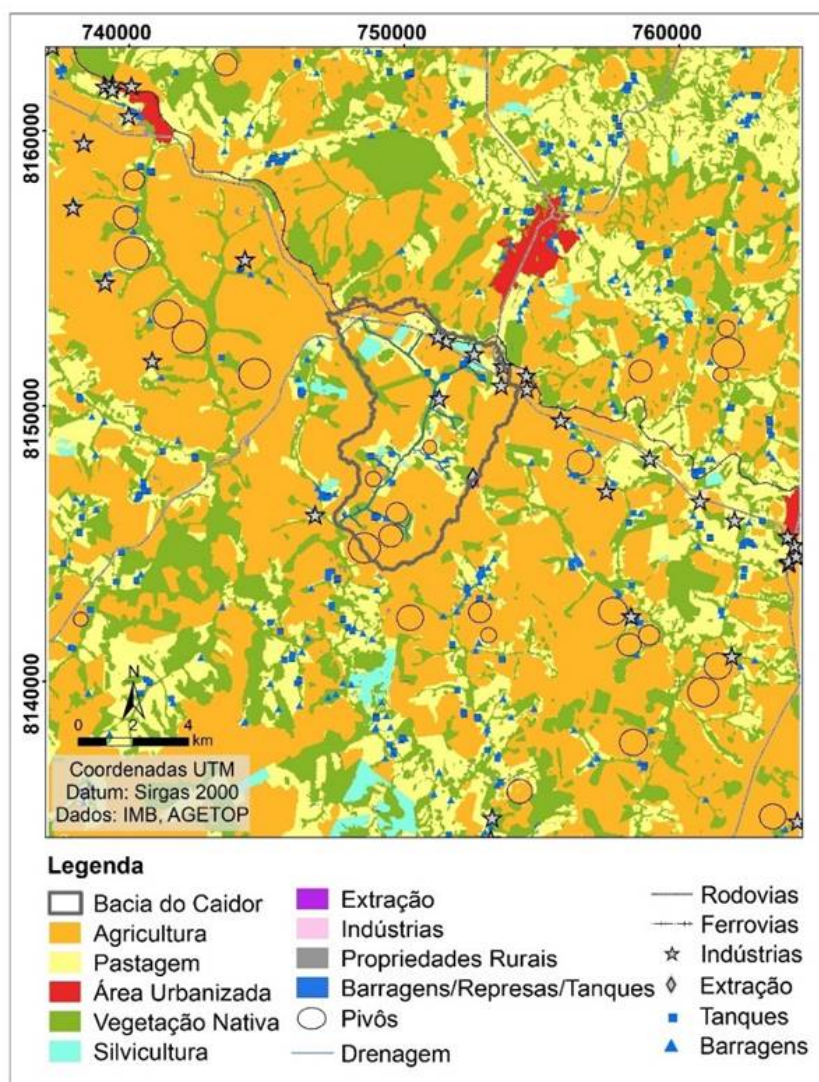 740000 750000 760000
8160000
8150000
8140000
N
0 2 4
km
Coordenadas UTM
Datum: Sirgas 2000
Dados: IMB, AGETOP
Legenda
Bacia do Caidor
Agricultura
Pastagem
Área Urbanizada
Vegetação Nativa
Silvicultura
Extração
Indústrias
Propriedades Rurais
Barragens/Represas/Tanques
Pivôs
Drenagem
Rodovias
Ferrovias
Indústrias
Extração
Tanques
Barragens